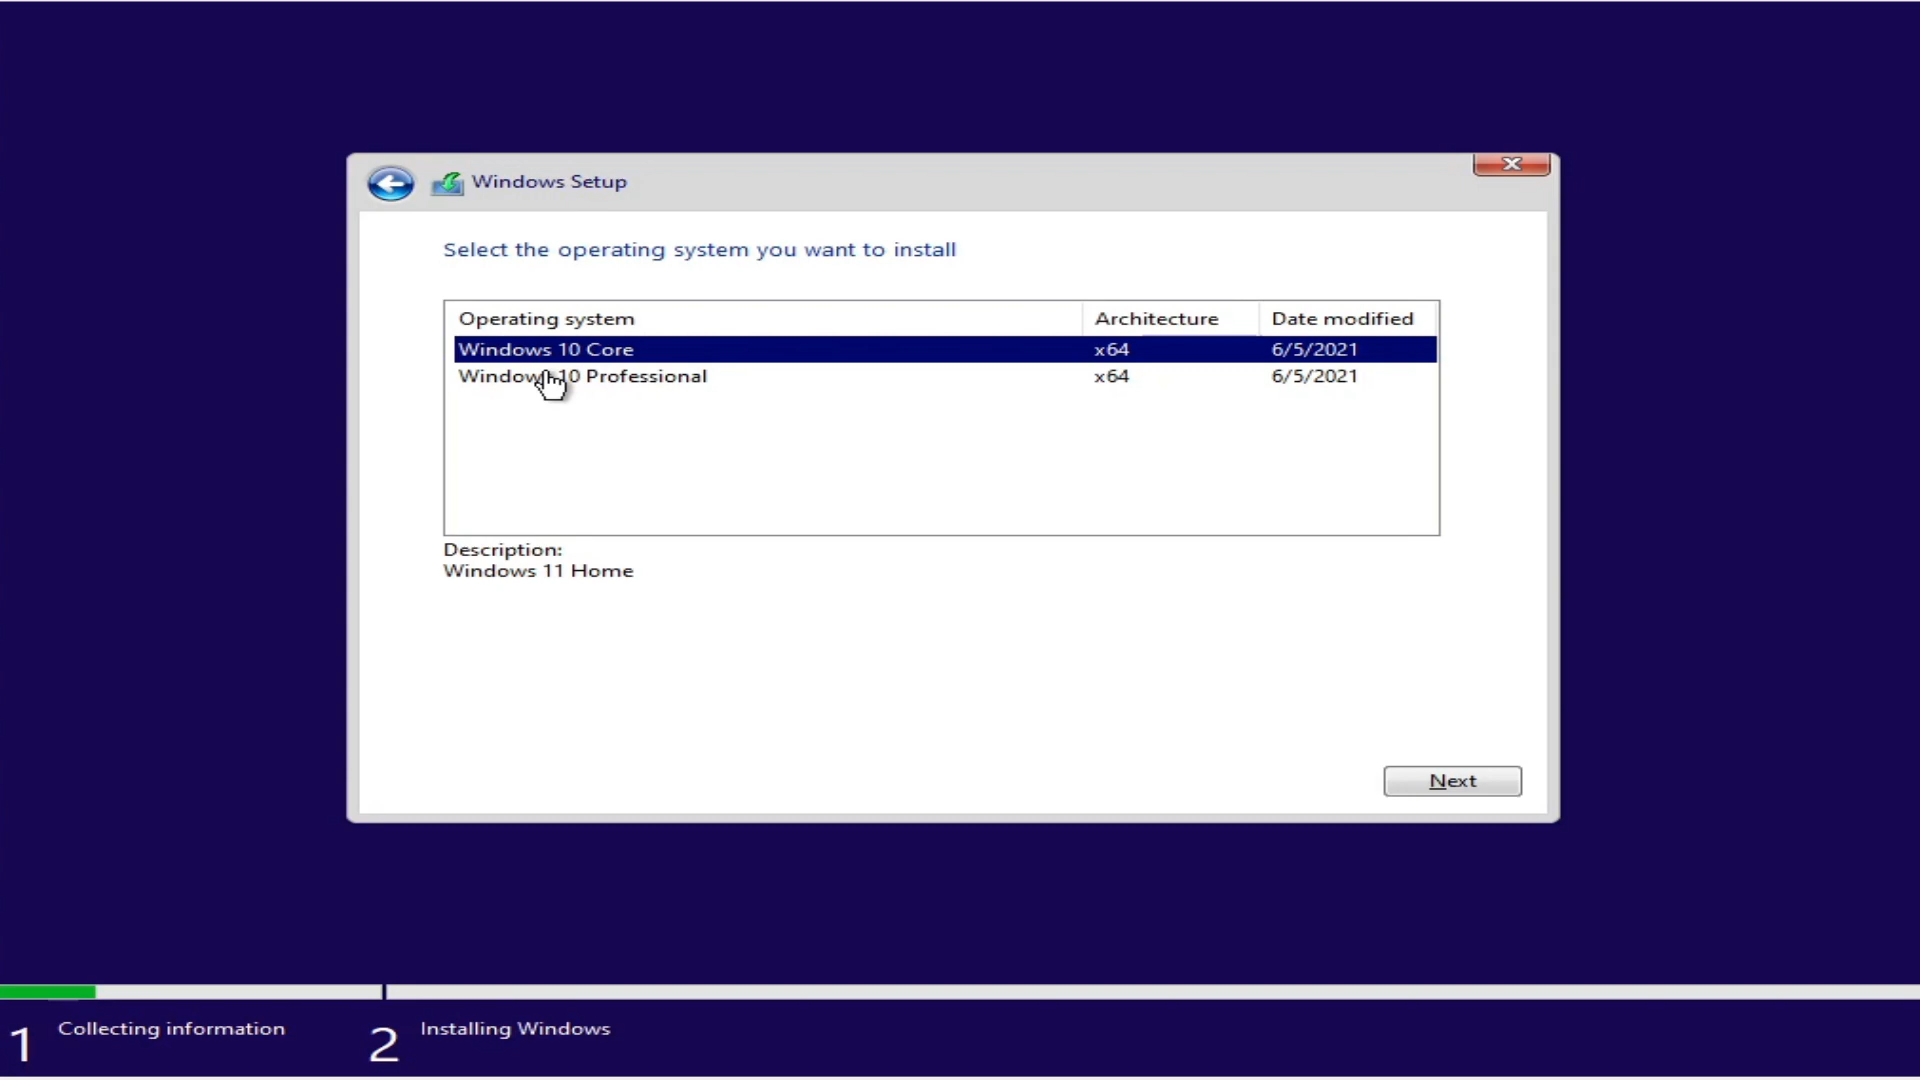 Windows Setup
Select the operating system you want to install
Operating system Architecture Date modified
Windows 10 Core x64 6/5/2021
Windows 10 Professional x64 6/5/2021
Description:
Windows 11 Home
Next
1 Collecting information 2 Installing Windows